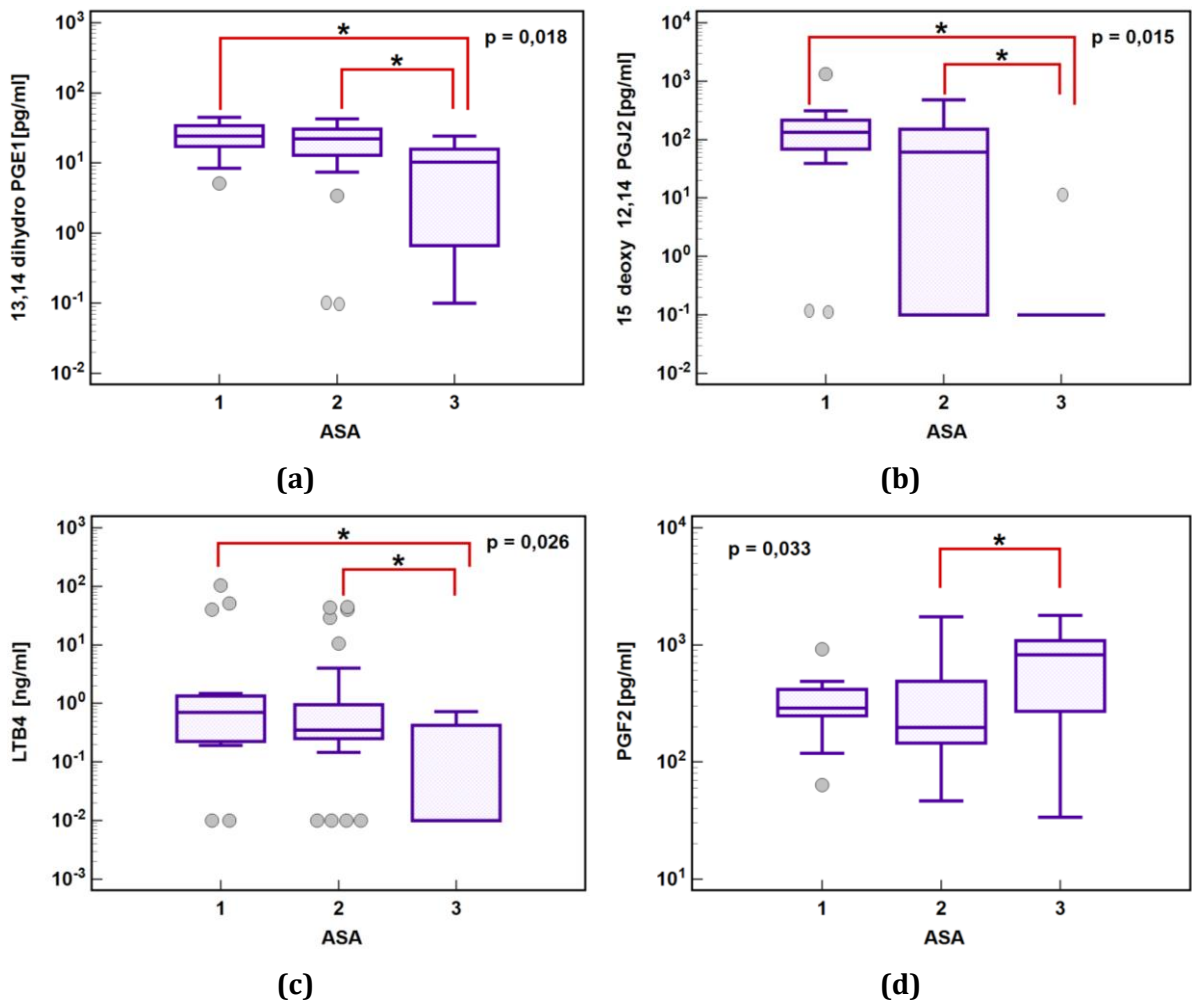 13,14 dihydro PGE1[pg/ml]
10³
10²
10¹
10⁰
10⁻¹
10⁻²
*
*
p = 0,018
1 2 3
ASA
(a)
15 deoxy 12,14 PGJ2[pg/ml]
10⁴
10³
10²
10¹
10⁰
10⁻¹
10⁻²
*
*
p = 0,015
1 2 3
ASA
(b)
LTB4 [ng/ml]
10³
10²
10¹
10⁰
10⁻¹
10⁻²
10⁻³
*
*
p = 0,026
1 2 3
ASA
(c)
PGF2 [pg/ml]
10⁴
10³
10²
10¹
p = 0,033
*
1 2 3
ASA
(d)